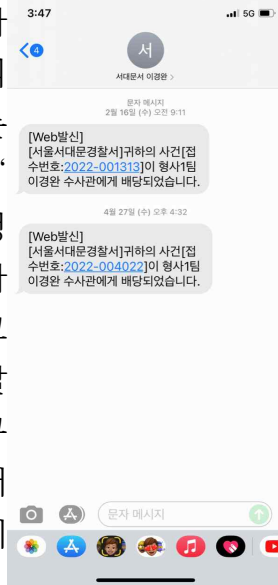 3:47
5G
4
서
서대문서 이경완 >
문자 메시지
2월 16일 (수) 오전 9:11
[Web발신]
[서울서대문경찰서]귀하의 사건[접
수번호:2022-001313]이 형사1팀
이경완 수사관에게 배당되었습니다.
4월 27일 (수) 오후 4:32
[Web발신]
[서울서대문경찰서]귀하의 사건[접
수번호:2022-004022]이 형사1팀
이경완 수사관에게 배당되었습니다.
문자 메시지